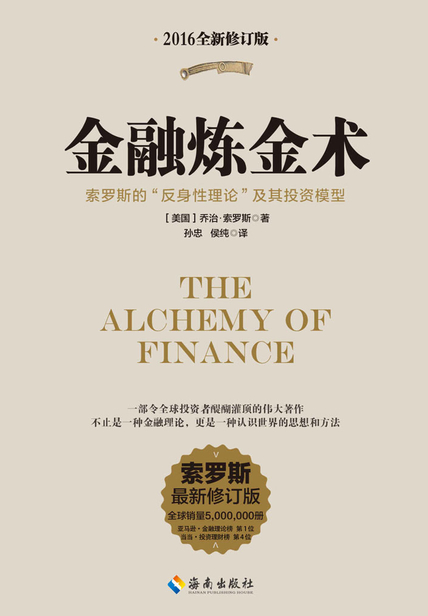 ·2016全新修订版·
金融炼金术
索罗斯的“反身性理论”及其投资模型
［美国］乔治·索罗斯◎著
孙忠 侯纯◎译
THE
ALCHEMY OF
FINANCE
一部令全球投资者醍醐灌顶的伟大著作
不止是一种金融理论，更是一种认识世界的思想和方法
索罗斯
最新修订版
全球销量5,000,000册
亚马逊·金融理论榜 第1位
当当·投资理财榜 第4位
海南出版社
HAINAN PUBLISHING HOUSE